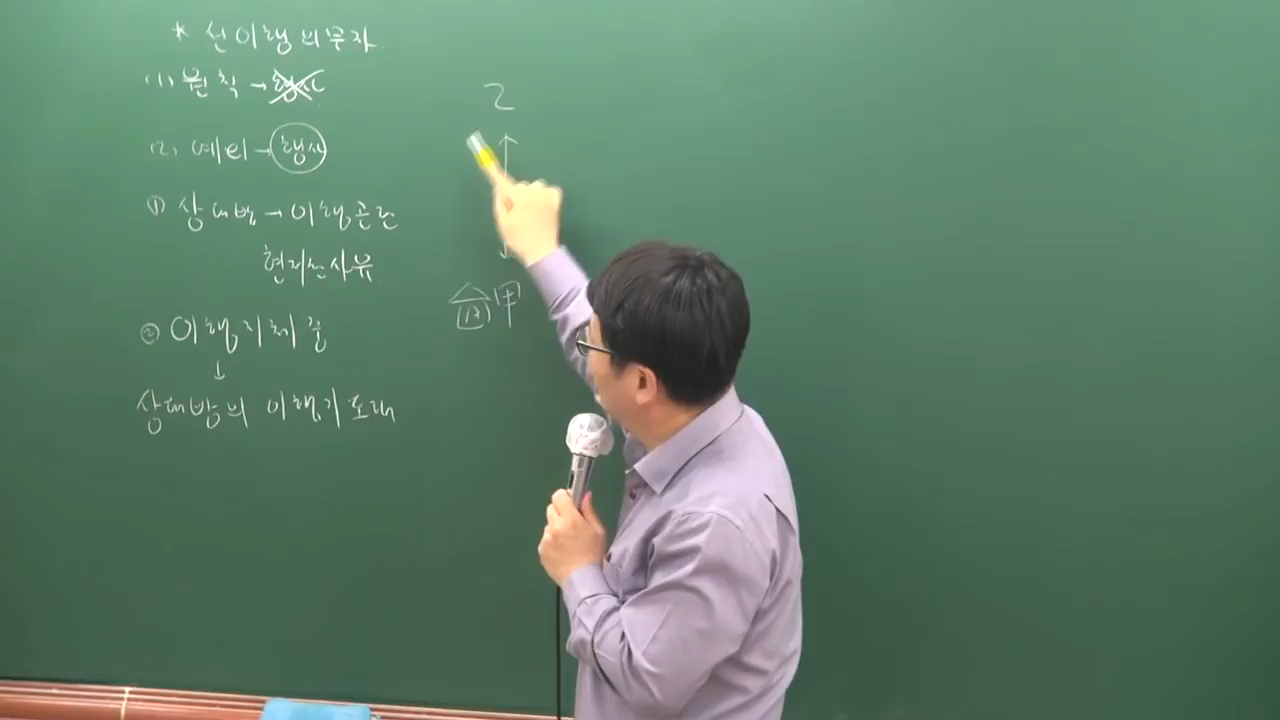 * 선이행의무자
(1) 원칙→행사
(2) 예외→행사
① 상대방→이행곤란
현저한사유
② 이행지체 중
↓
상대방의 이행기 도래
乙
甲